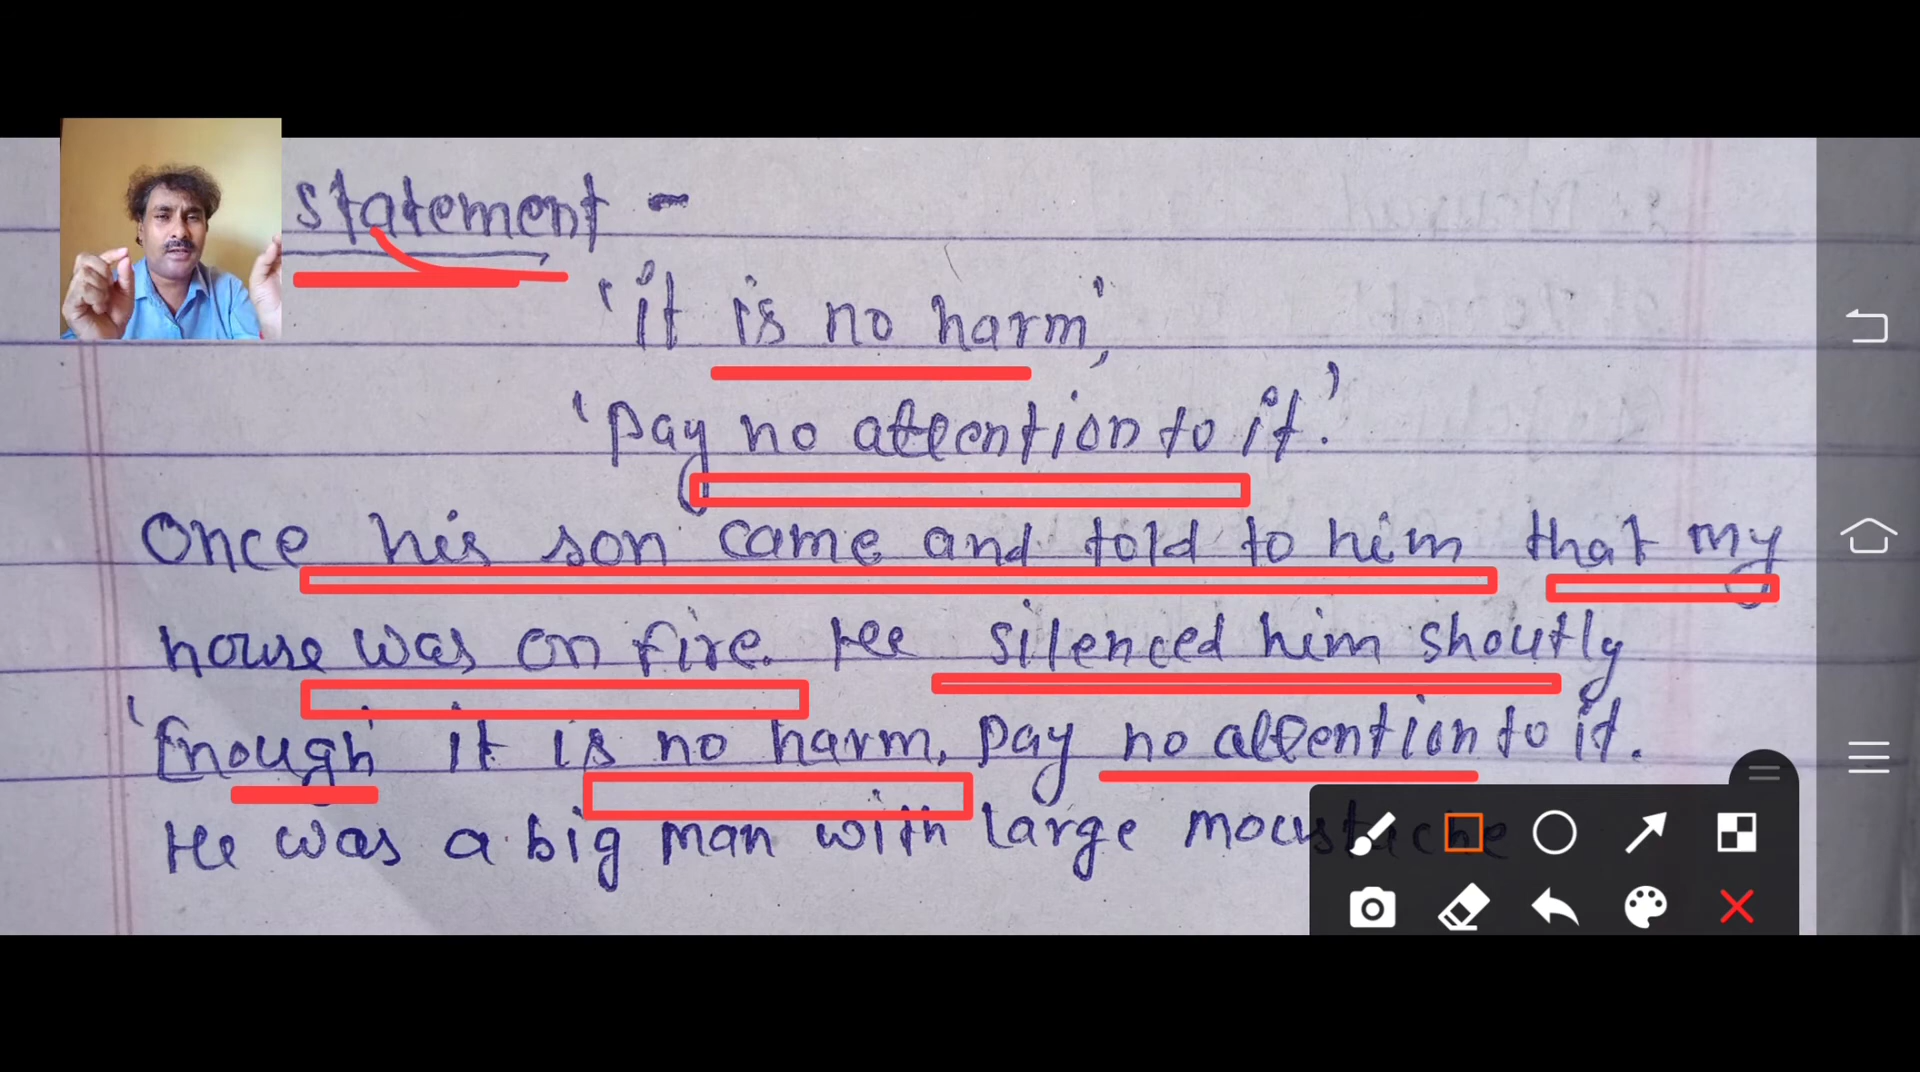 statement -
'it is no harm',
'pay no attention to it.'
Once his son came and told to him that my
house was on fire. He silenced him shoutly
'Enough' it is no harm. pay no attention to it.
He was a big man with large moustache